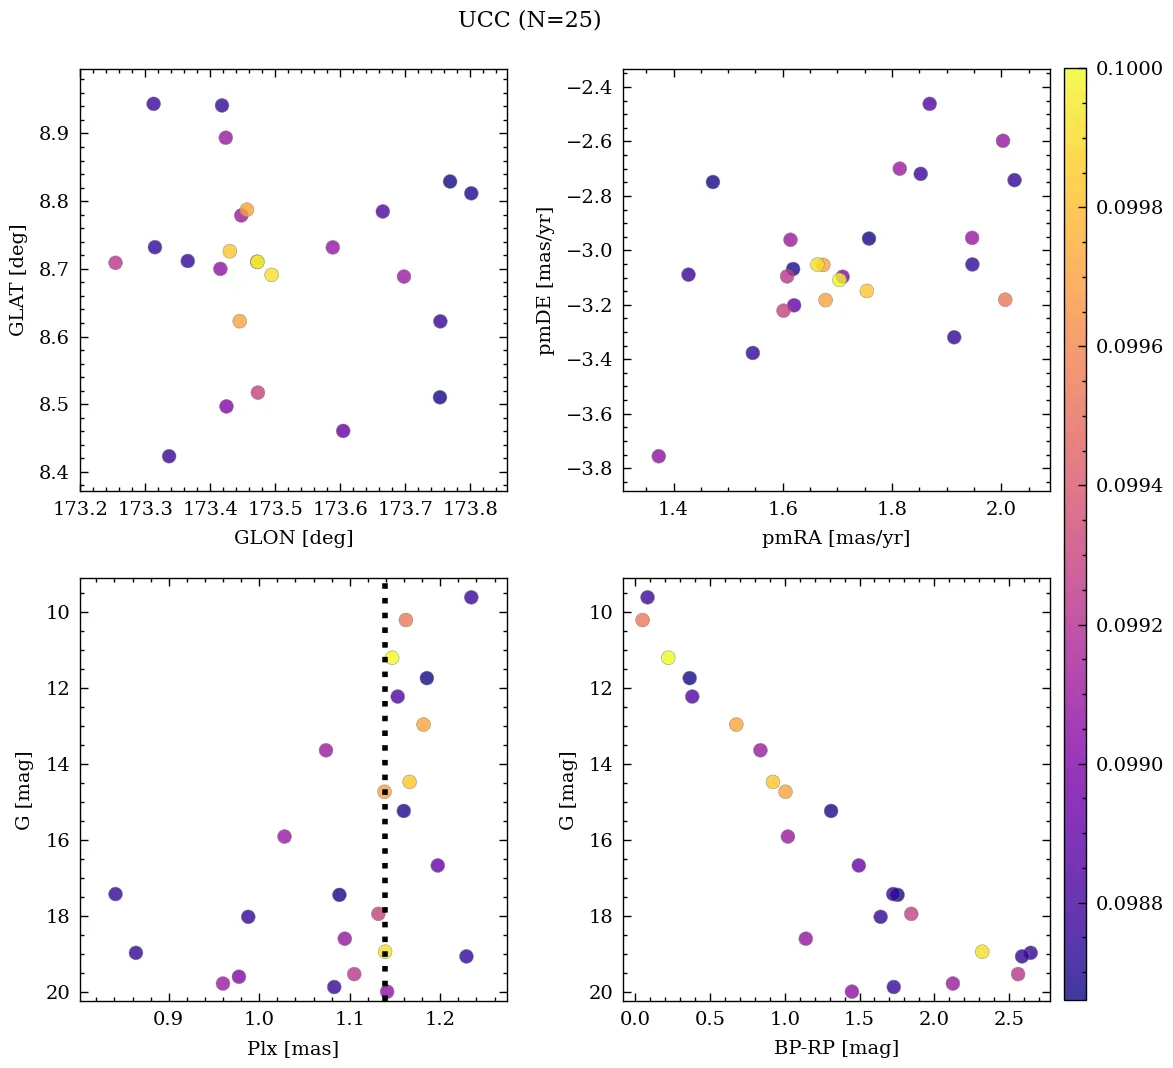 UCC (N=25)
8.9
8.8
8.7
8.6
8.5
8.4
GLAT [deg]
173.2 173.3 173.4 173.5 173.6 173.7 173.8
GLON [deg]
−2.4
−2.6
−2.8
−3.0
−3.2
−3.4
−3.6
−3.8
pmDE [mas/yr]
1.4 1.6 1.8 2.0
pmRA [mas/yr]
10
12
14
16
18
20
G [mag]
0.9 1.0 1.1 1.2
Plx [mas]
10
12
14
16
18
20
G [mag]
0.0 0.5 1.0 1.5 2.0 2.5
BP-RP [mag]
0.1000
0.0998
0.0996
0.0994
0.0992
0.0990
0.0988